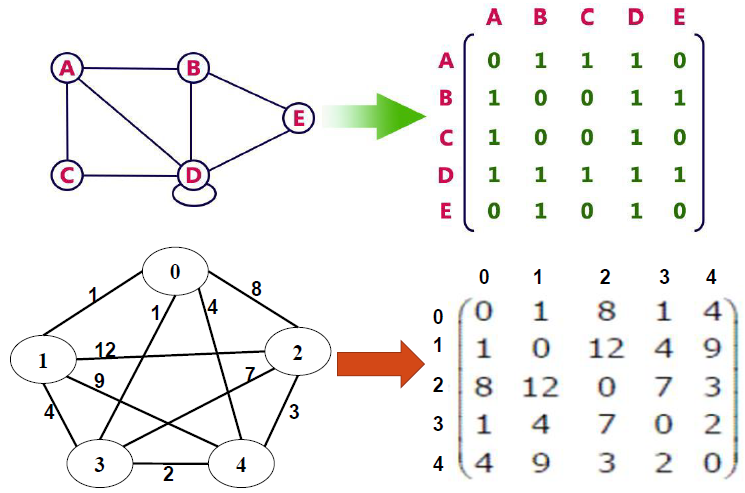 A B C D E
A 0 1 1 1 0
B 1 0 0 1 1
C 1 0 0 1 0
D 1 1 1 1 1
E 0 1 0 1 0
A B
E
C D
0
1 8
1 4
12
1 2
9 7
4 3
3 4
2
0 1 2 3 4
0 0 1 8 1 4
1 1 0 12 4 9
2 8 12 0 7 3
3 1 4 7 0 2
4 4 9 3 2 0